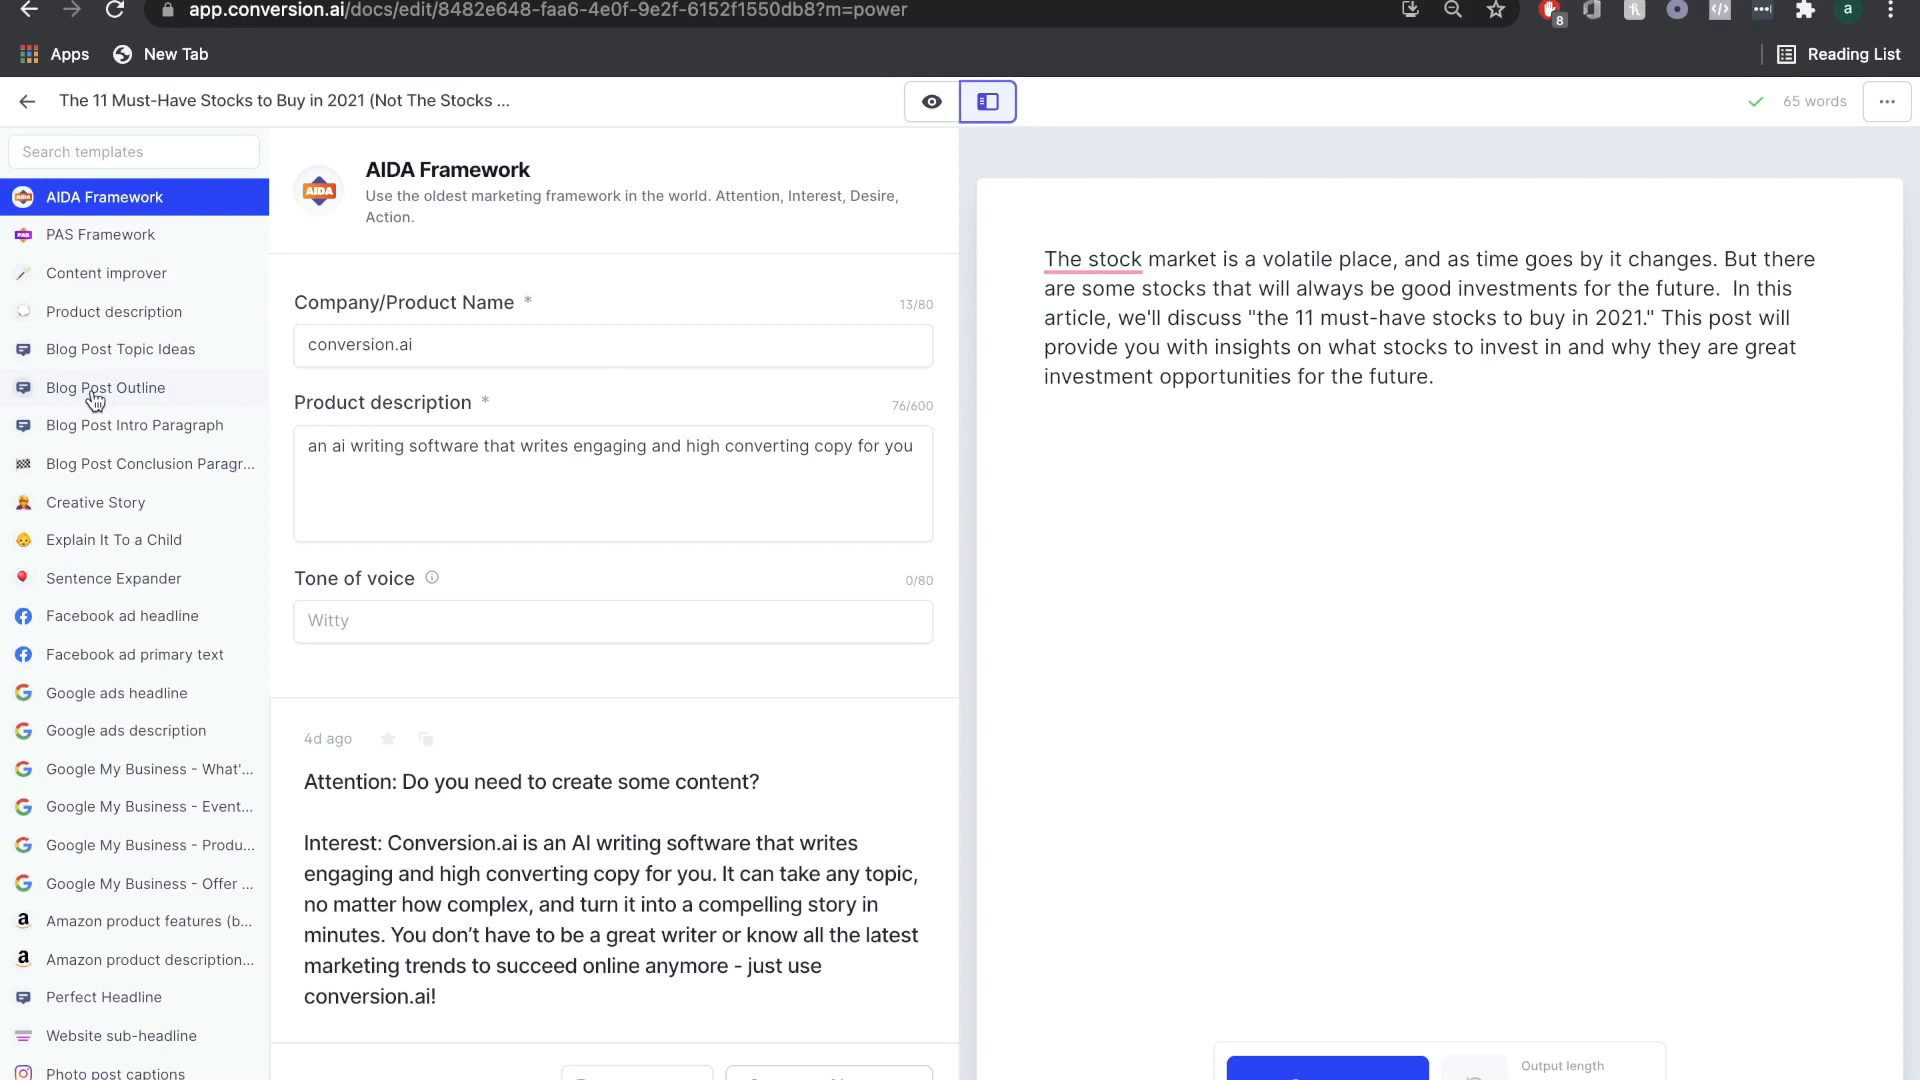 app.conversion.ai/docs/edit/8482e648-faa6-4e0f-9e2f-6152f1550db8?m=power
8
a
Apps
New Tab
Reading List
The 11 Must-Have Stocks to Buy in 2021 (Not The Stocks ...
65 words
Search templates
AIDA Framework
PAS Framework
Content improver
Product description
Blog Post Topic Ideas
Blog Post Outline
Blog Post Intro Paragraph
Blog Post Conclusion Paragr...
Creative Story
Explain It To a Child
Sentence Expander
Facebook ad headline
Facebook ad primary text
Google ads headline
Google ads description
Google My Business - What'...
Google My Business - Event...
Google My Business - Produ...
Google My Business - Offer ...
Amazon product features (b...
Amazon product description...
Perfect Headline
Website sub-headline
Photo post captions
AIDA
AIDA Framework
Use the oldest marketing framework in the world. Attention, Interest, Desire,
Action.
Company/Product Name *
13/80
conversion.ai
Product description *
76/600
an ai writing software that writes engaging and high converting copy for you
Tone of voice
0/80
Witty
4d ago
Attention: Do you need to create some content?
Interest: Conversion.ai is an AI writing software that writes
engaging and high converting copy for you. It can take any topic,
no matter how complex, and turn it into a compelling story in
minutes. You don't have to be a great writer or know all the latest
marketing trends to succeed online anymore - just use
conversion.ai!
The stock market is a volatile place, and as time goes by it changes. But there
are some stocks that will always be good investments for the future.  In this
article, we'll discuss "the 11 must-have stocks to buy in 2021." This post will
provide you with insights on what stocks to invest in and why they are great
investment opportunities for the future.
Output length